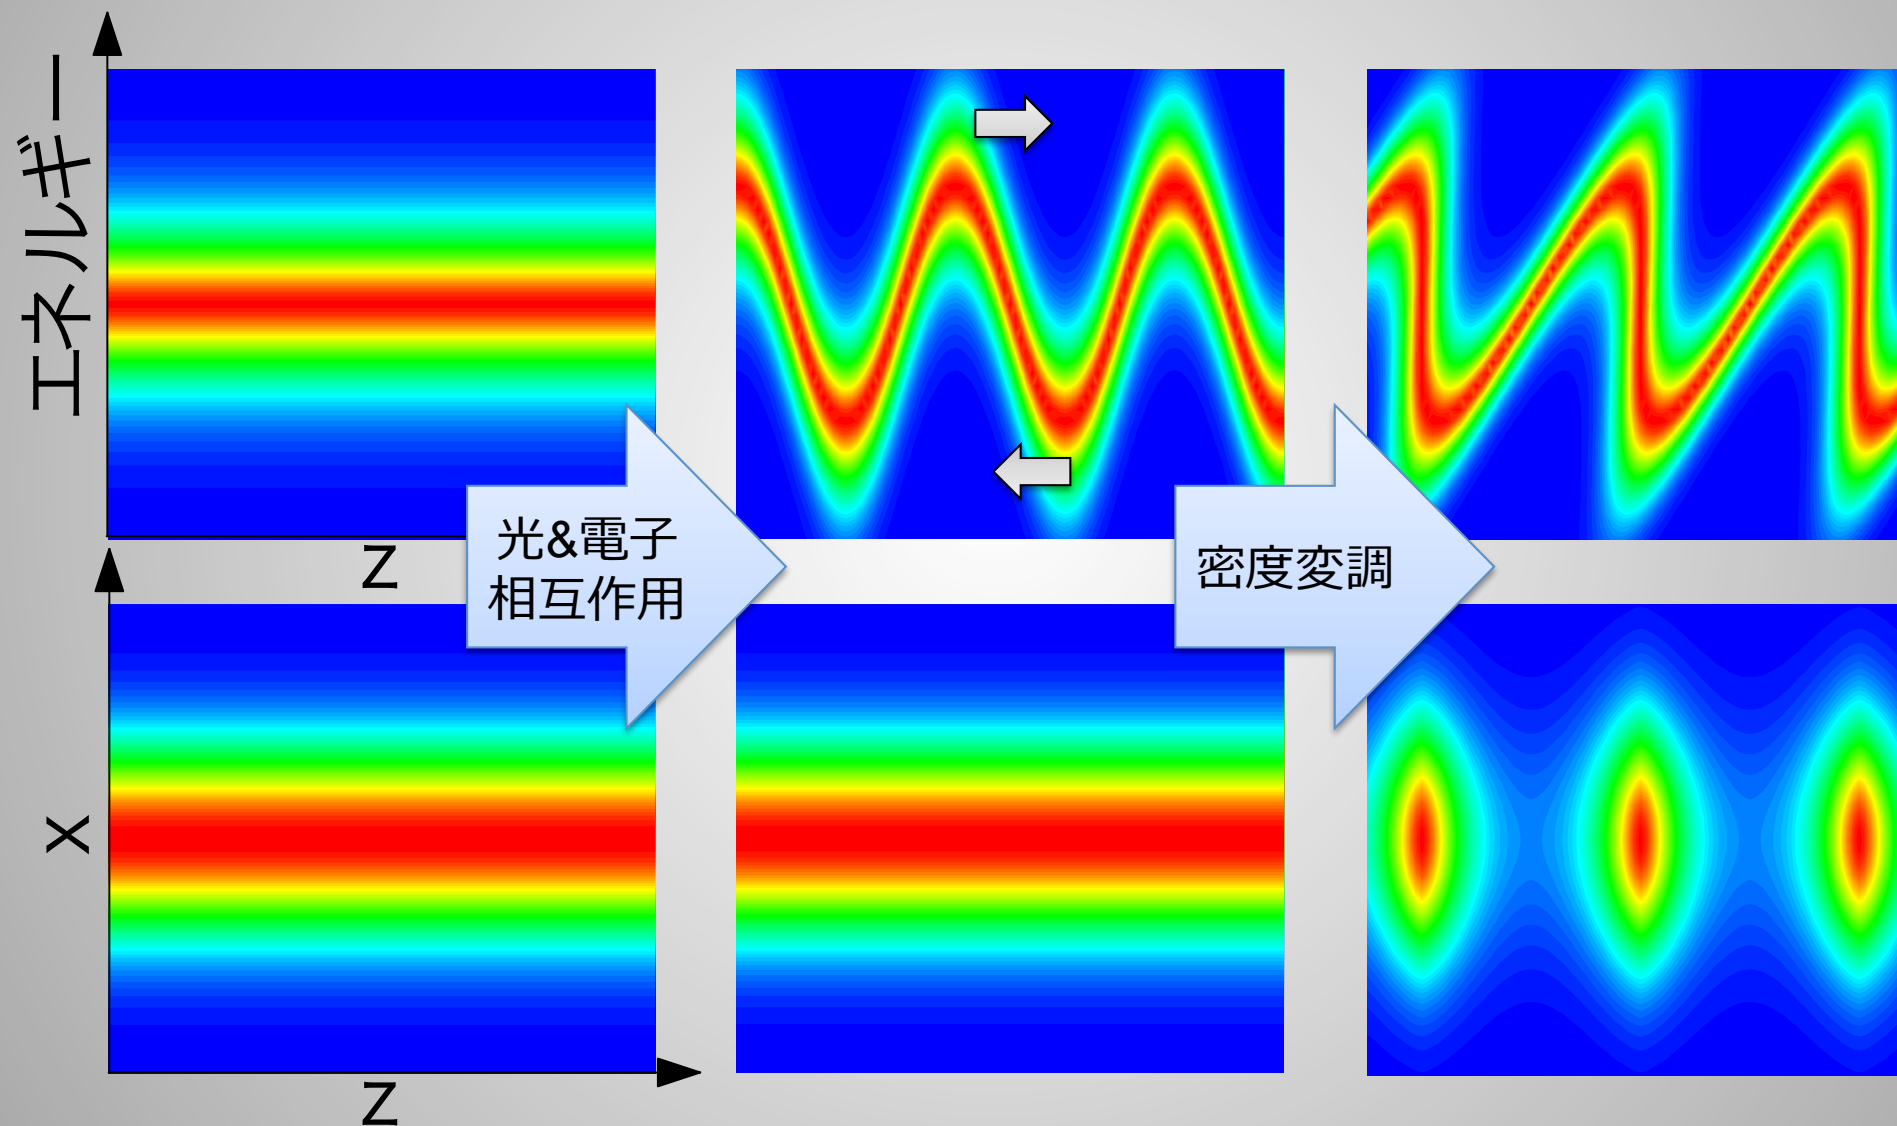 エネルギー
z
光&電子
相互作用
密度変調
x
z